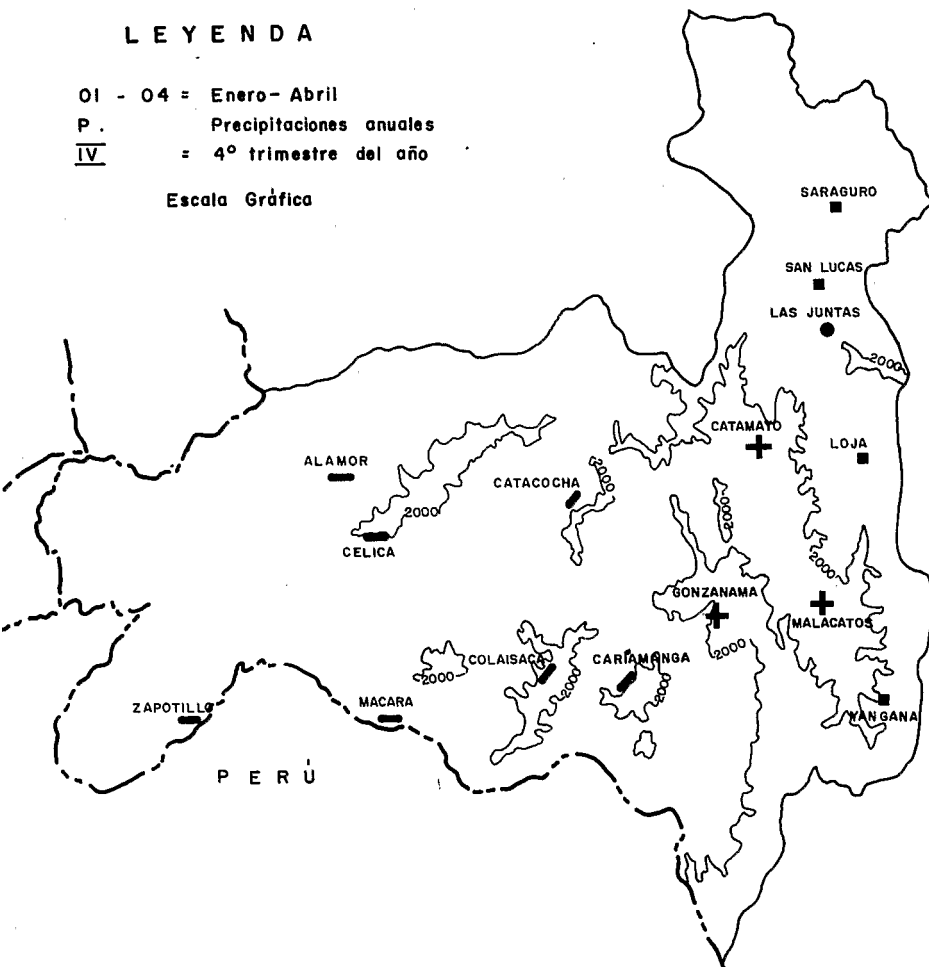 LEYENDA
01 - 04 = Enero - Abril
P. Precipitaciones anuales
IV = 4º trimestre del año
Escala Gráfica
SARAGURO
SAN LUCAS
LAS JUNTAS
2000
CATAMAYO
LOJA
ALAMOR
CATACOCHA
2000
2000
2000
CELICA
2000
GONZANAMA
MALACATOS
2000
COLAISACA
CARIAMANGA
2000
2000
2000
ZAPOTILLO
MACARA
YANGANA
PERÚ